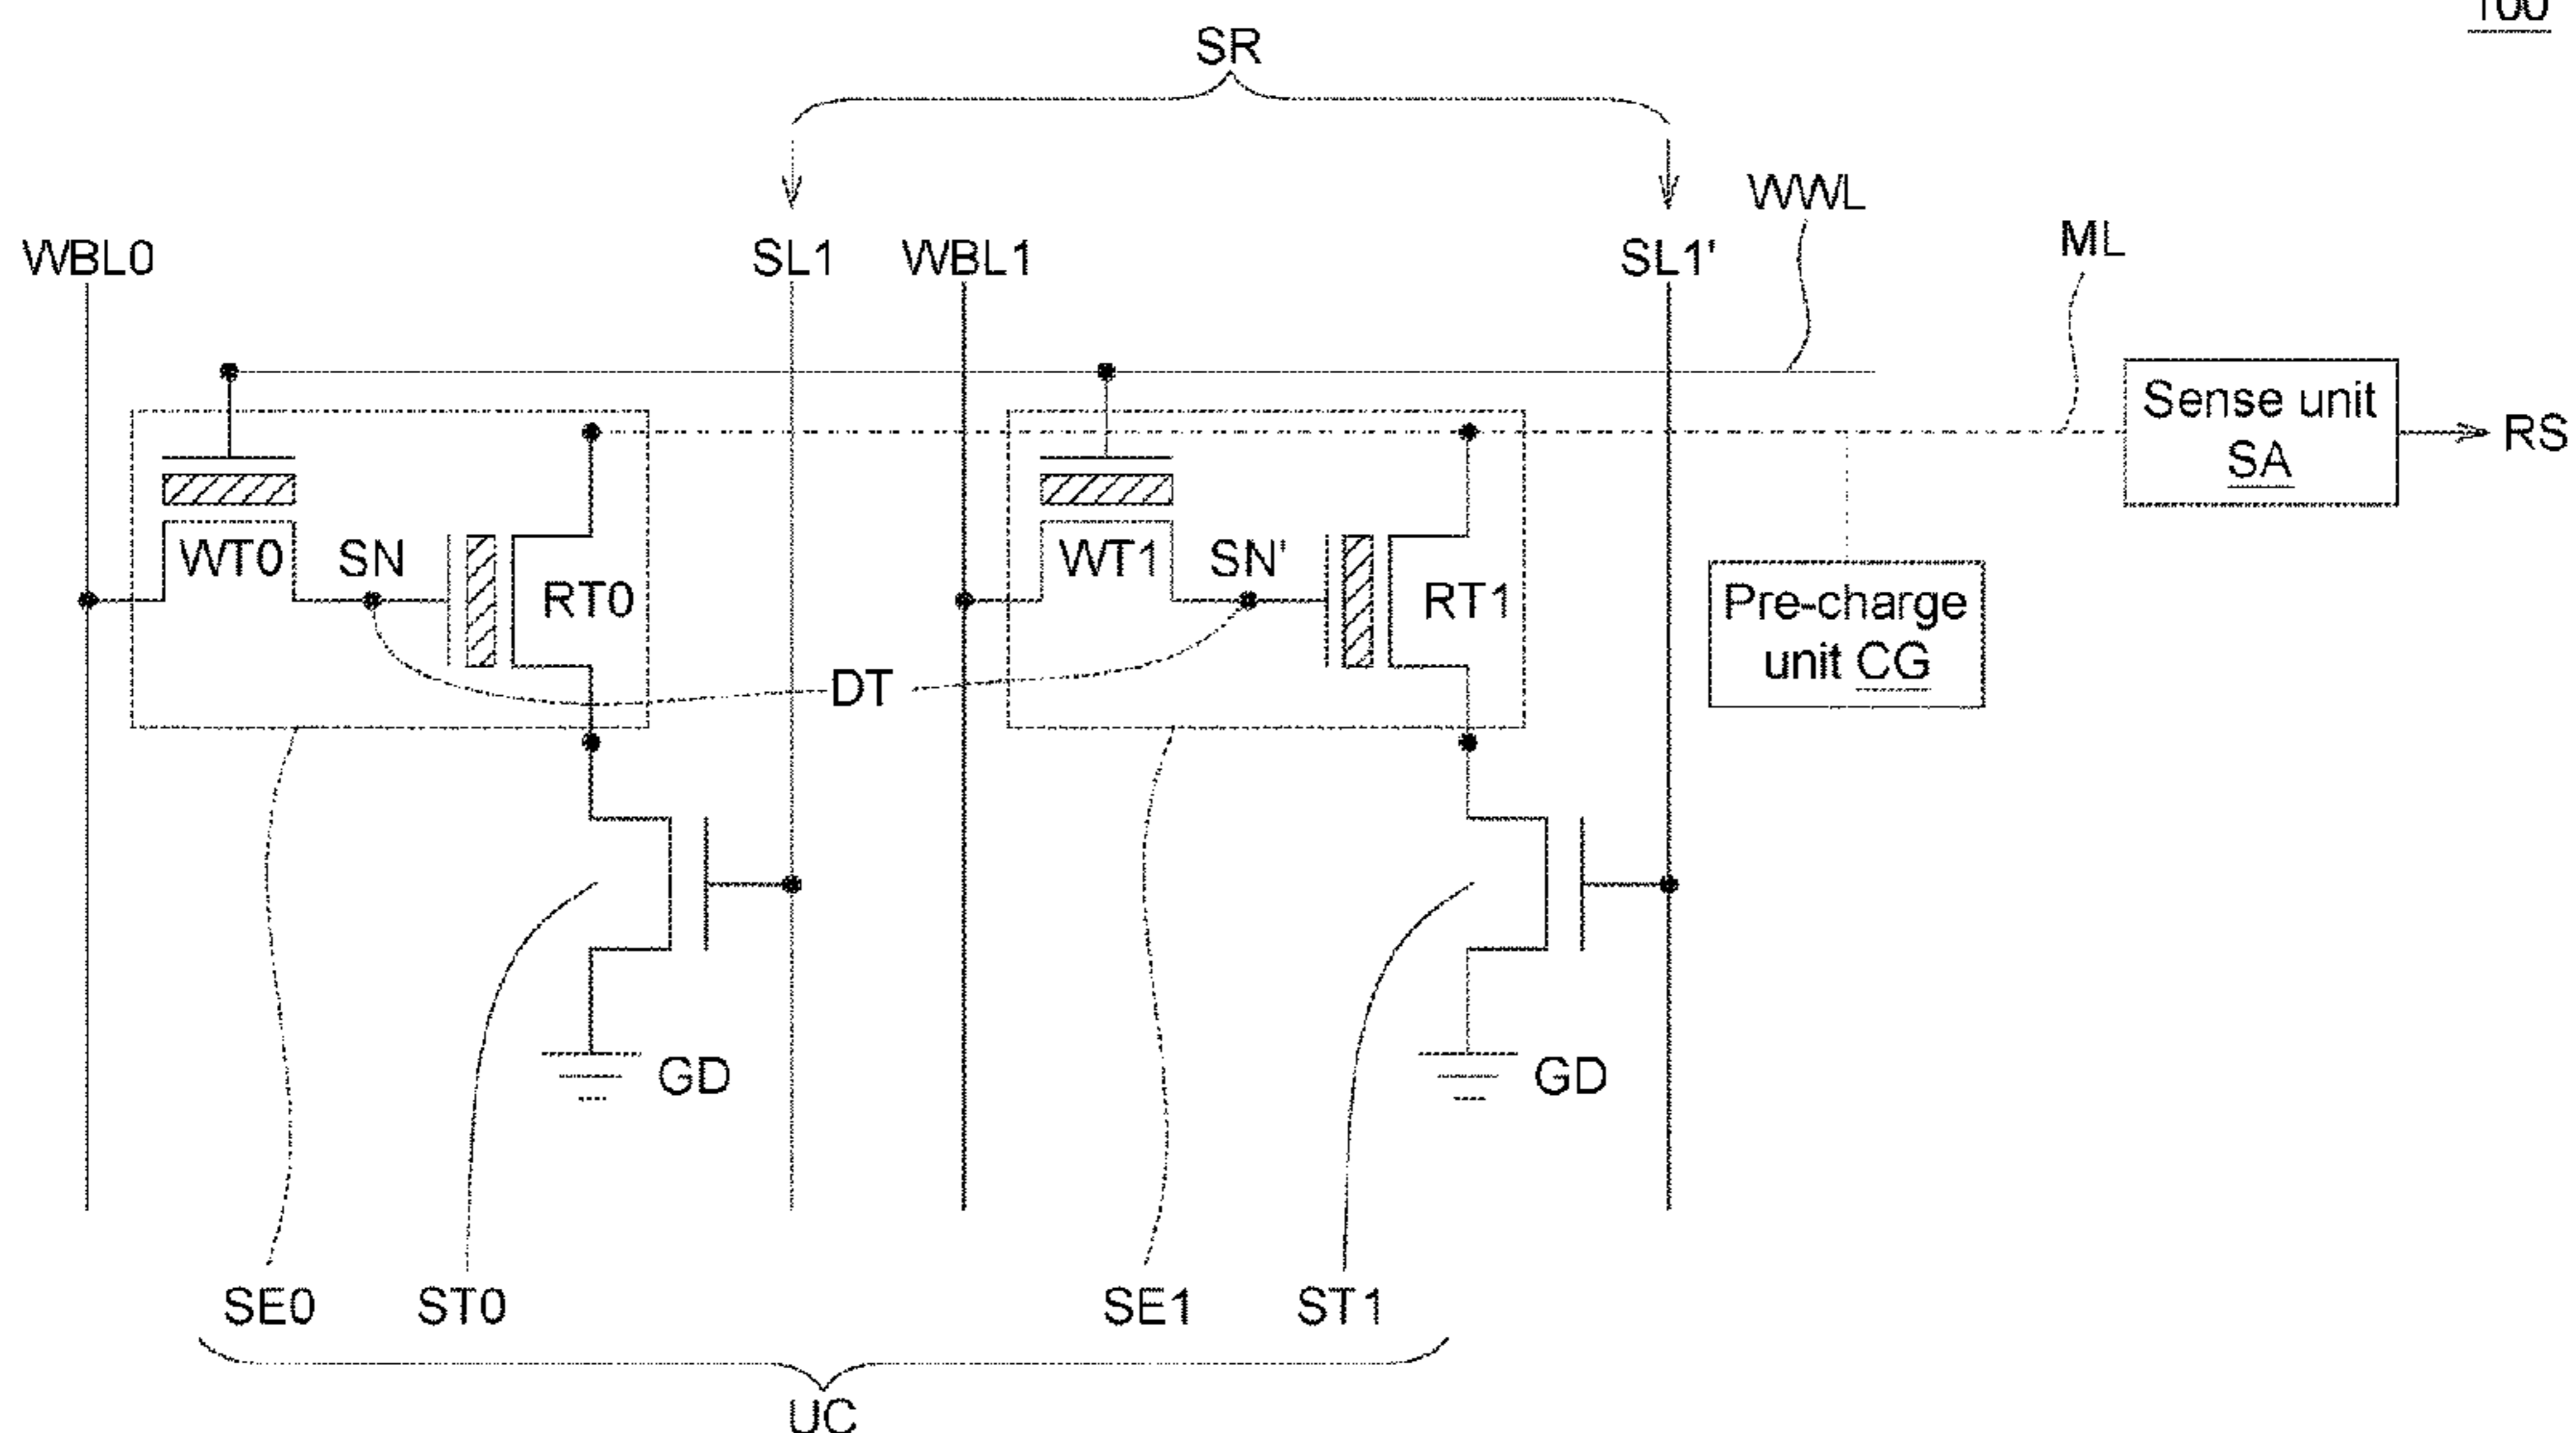 100
SR
WWL
WBL0 SL1 WBL1 SL1' ML
Sense unit
SA
RS
WT0 SN RT0 WT1 SN' RT1
Pre-charge
unit CG
DT
GD GD
SE0 ST0 SE1 ST1
UC